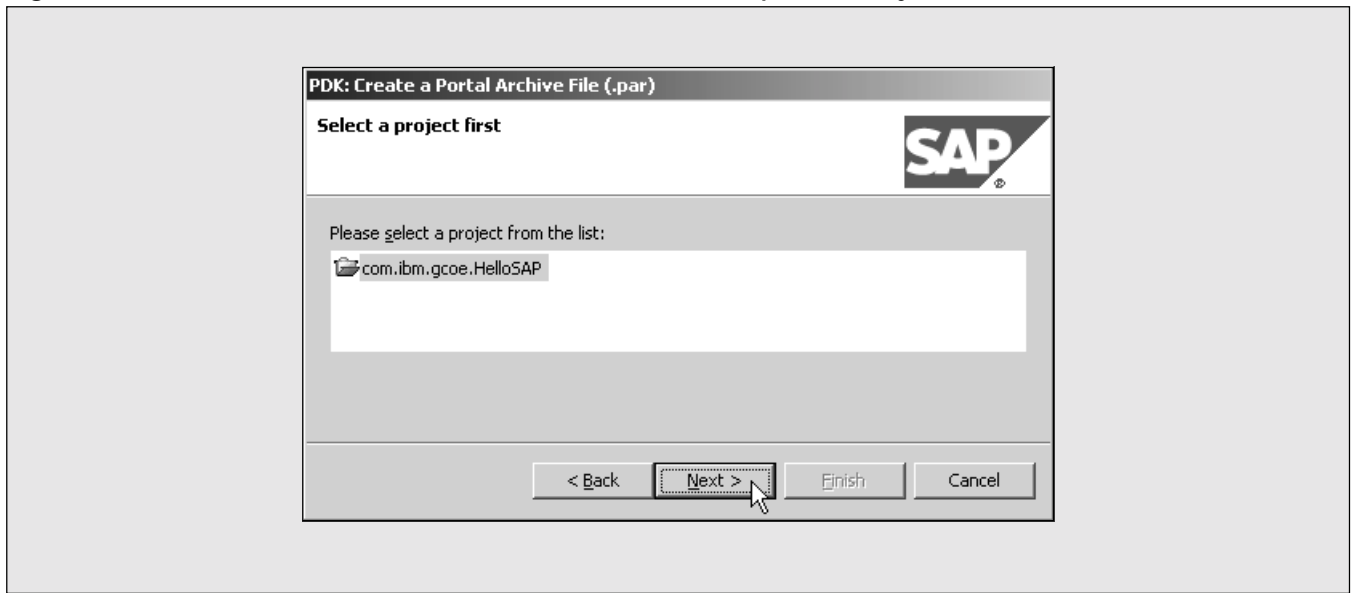 PDK: Create a Portal Archive File (.par)
Select a project first
SAP
®
Please select a project from the list:
com.ibm.gcoe.HelloSAP
< Back Next > Finish Cancel